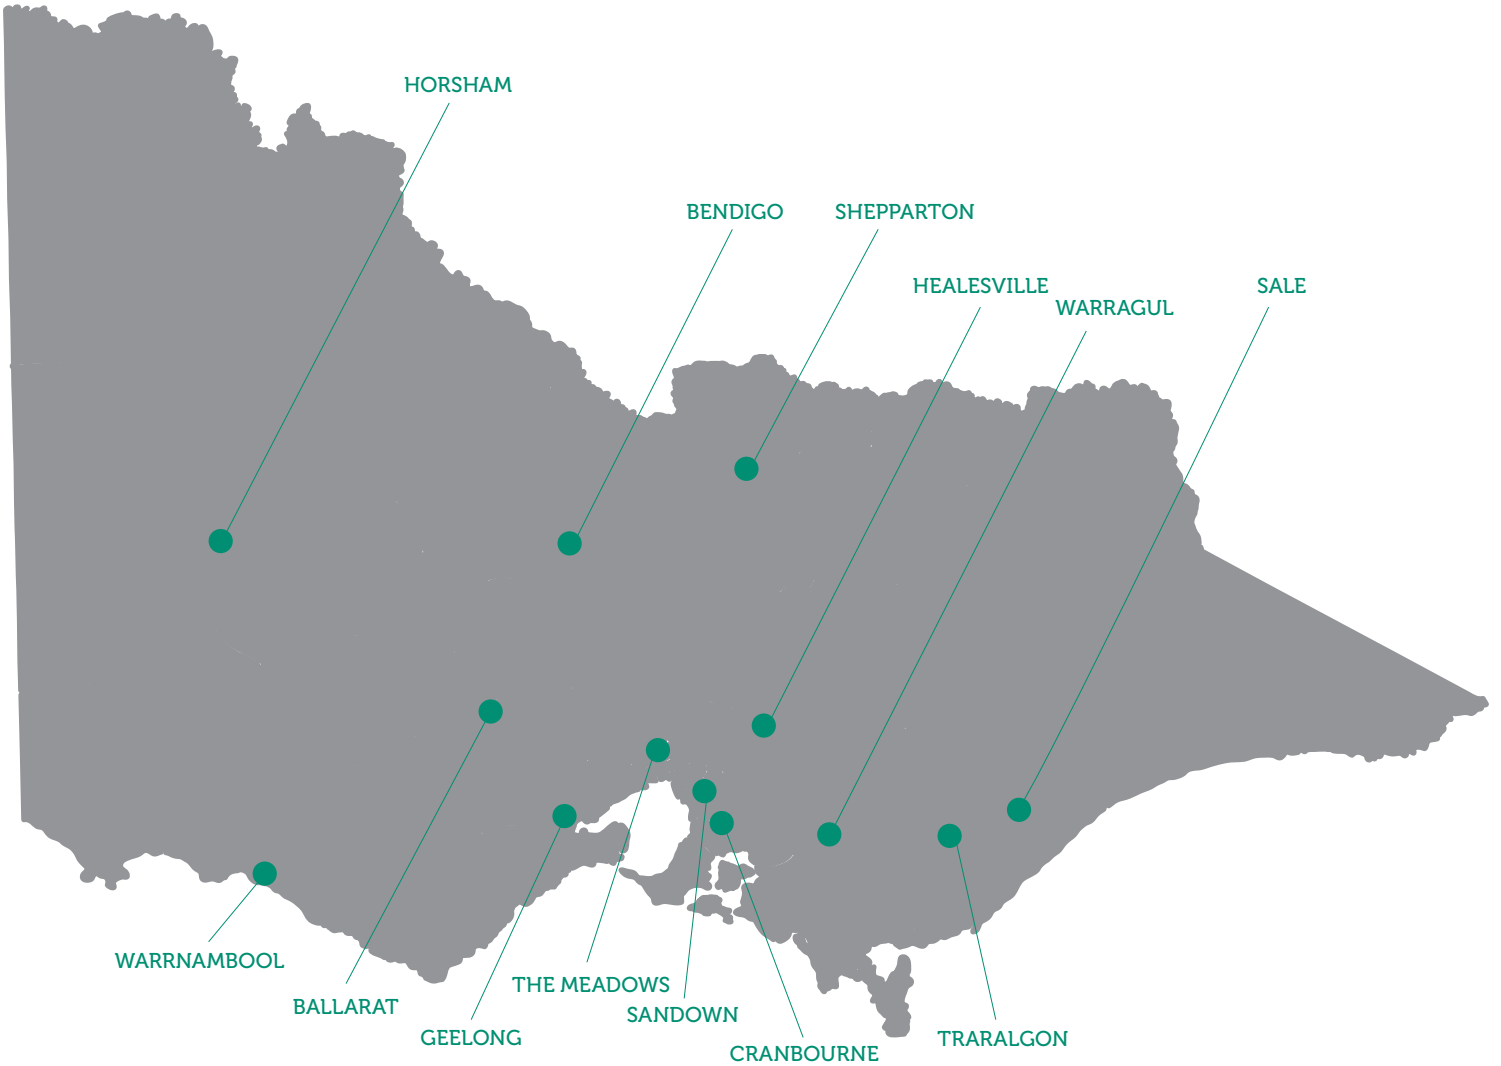 HORSHAM
BENDIGO
SHEPPARTON
HEALESVILLE
SALE
WARRAGUL
WARRNAMBOOL
THE MEADOWS
BALLARAT
SANDOWN
GEELONG
TRARALGON
CRANBOURNE